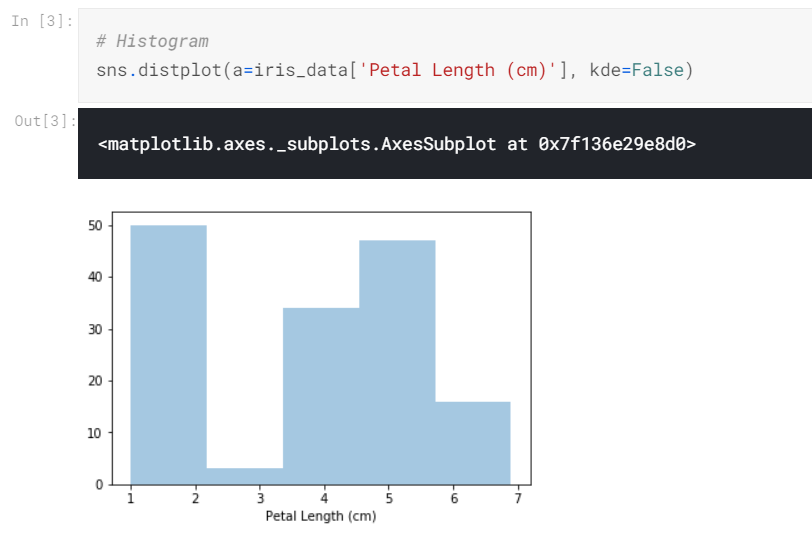 In [3]:
# Histogram
sns.distplot(a=iris_data['Petal Length (cm)'], kde=False)
Out[3]:
<matplotlib.axes._subplots.AxesSubplot at 0x7f136e29e8d0>
50
40
30
20
10
0
1 2 3 4 5 6 7
Petal Length (cm)